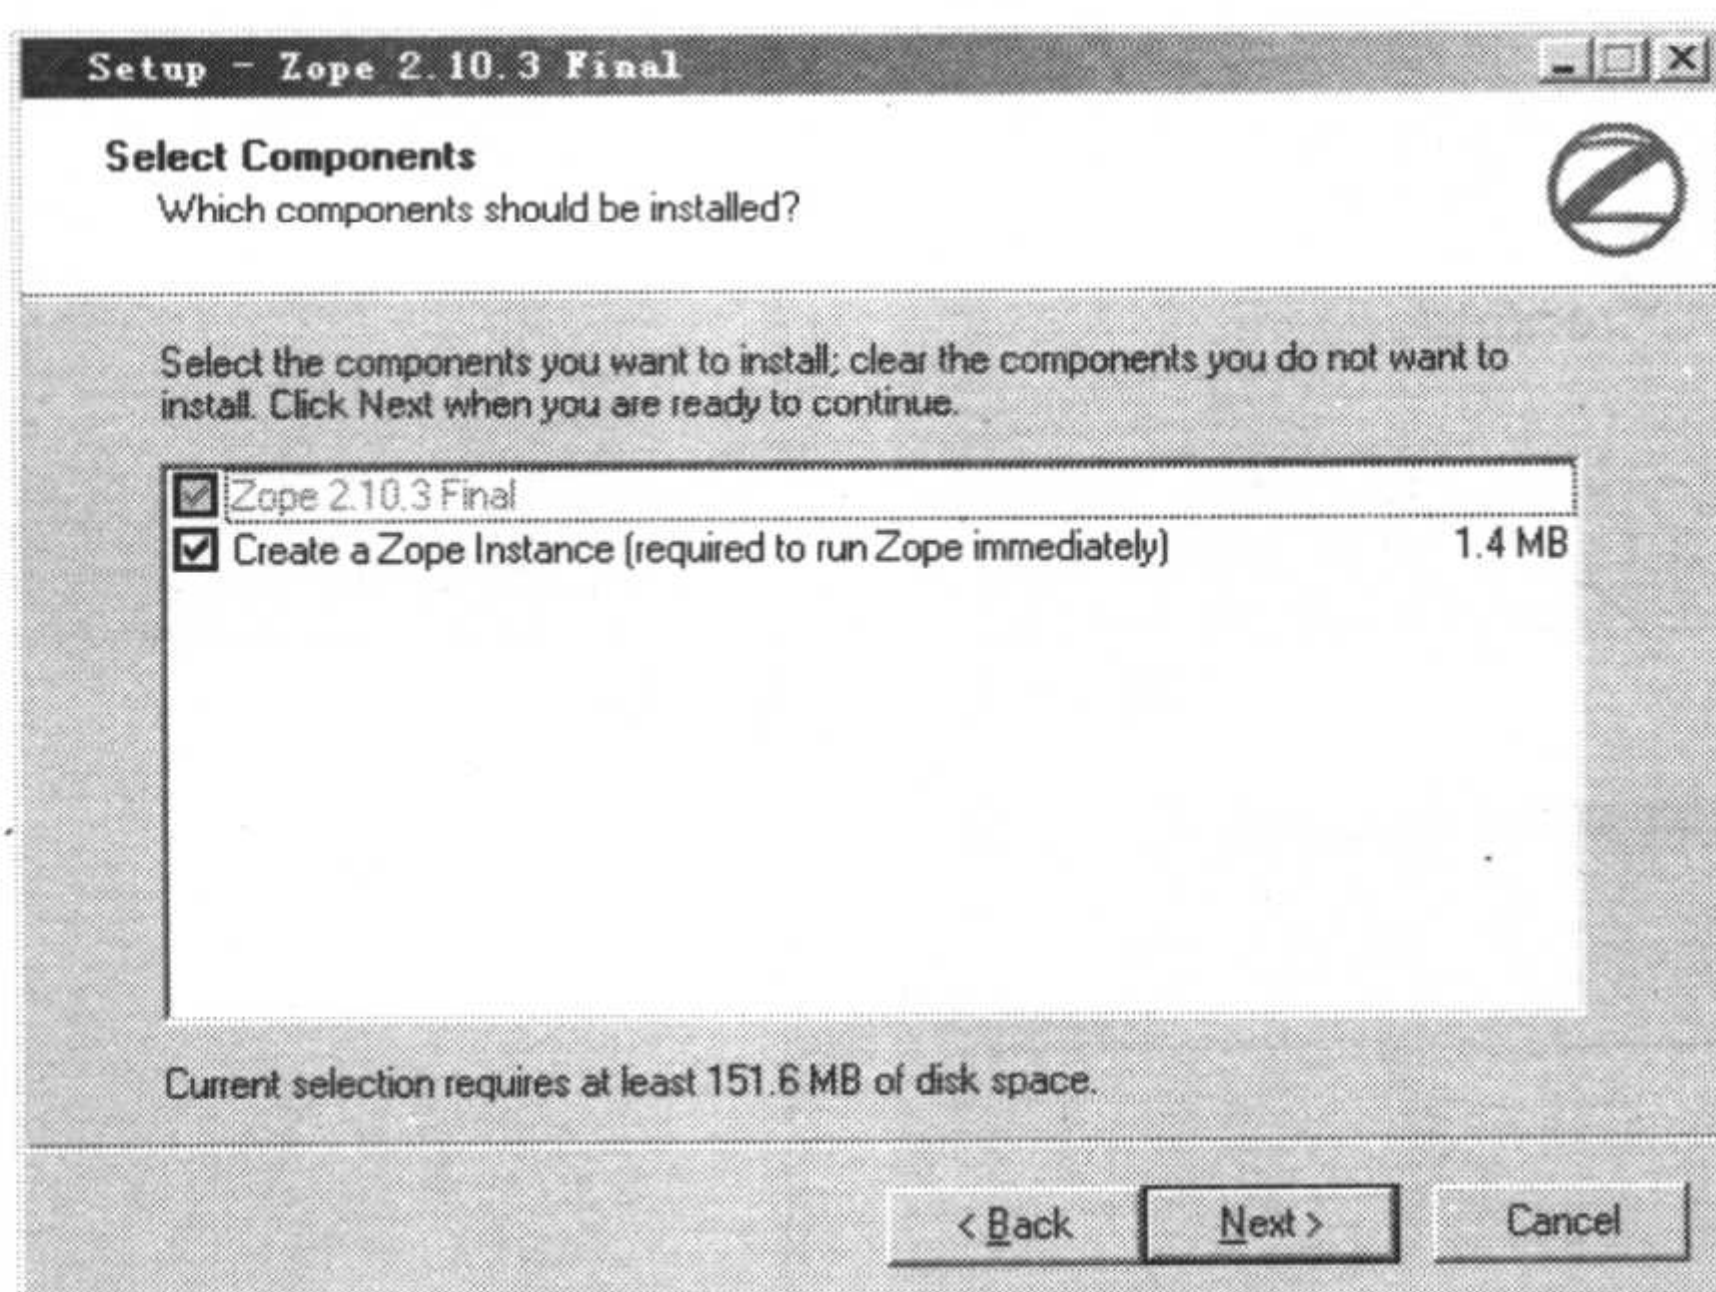 Setup - Zope 2.10.3 Final
Select Components
Which components should be installed?
Select the components you want to install; clear the components you do not want to
install. Click Next when you are ready to continue.
Zope 2.10.3 Final
Create a Zope Instance (required to run Zope immediately) 1.4 MB
Current selection requires at least 151.6 MB of disk space.
< Back Next > Cancel